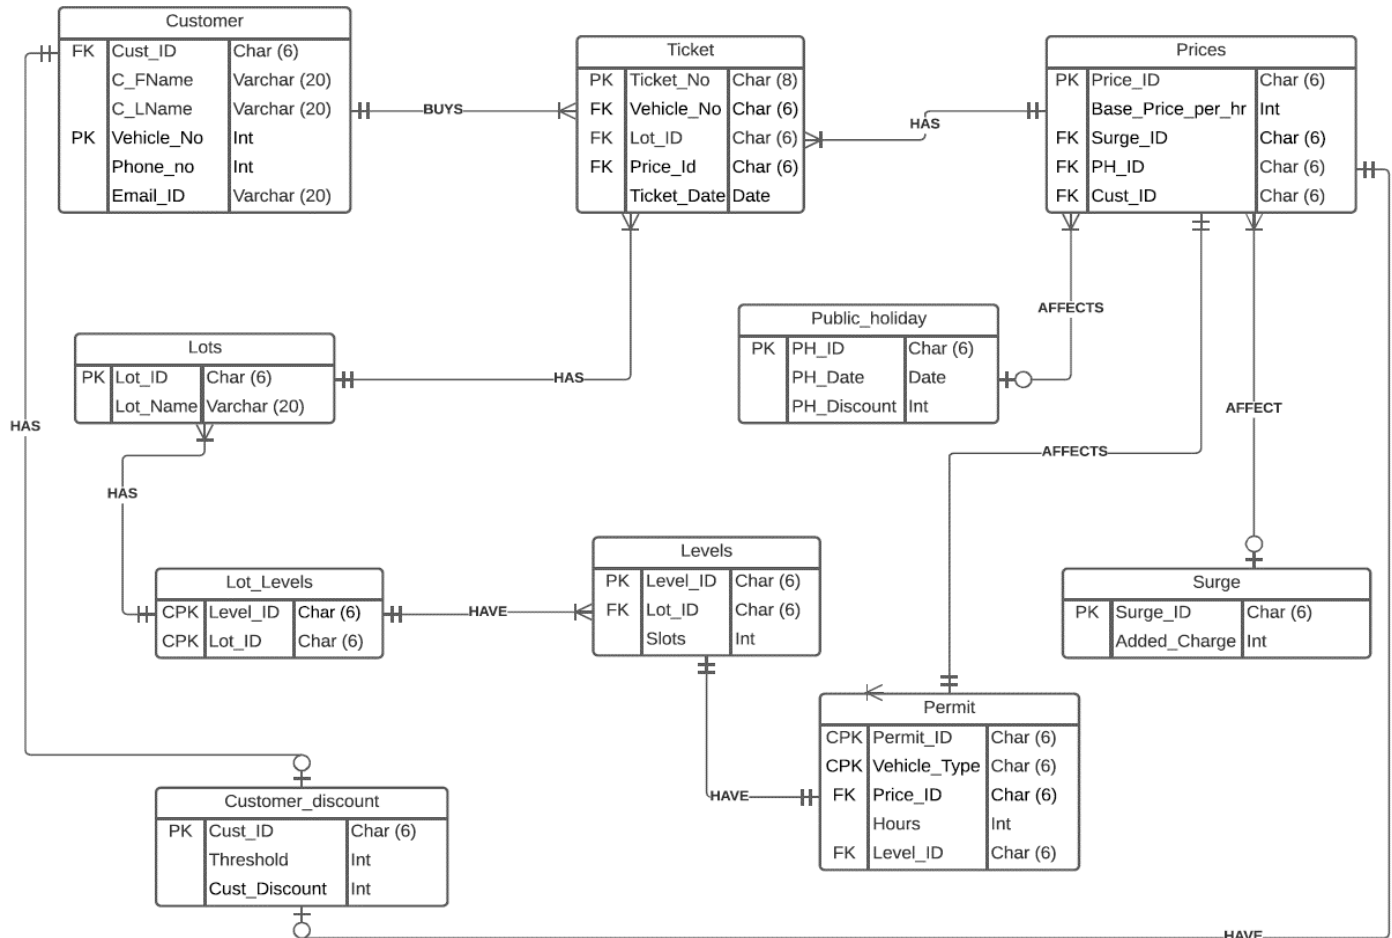 Customer
FK Cust_ID Char (6)
C_FName Varchar (20)
C_LName Varchar (20)
PK Vehicle_No Int
Phone_no Int
Email_ID Varchar (20)
BUYS
Ticket
PK Ticket_No Char (8)
FK Vehicle_No Char (6)
FK Lot_ID Char (6)
FK Price_Id Char (6)
Ticket_Date Date
HAS
Prices
PK Price_ID Char (6)
Base_Price_per_hr Int
FK Surge_ID Char (6)
FK PH_ID Char (6)
FK Cust_ID Char (6)
Lots
PK Lot_ID Char (6)
Lot_Name Varchar (20)
HAS
Public_holiday
PK PH_ID Char (6)
PH_Date Date
PH_Discount Int
AFFECTS
AFFECT
AFFECTS
HAS
HAS
Lot_Levels
CPK Level_ID Char (6)
CPK Lot_ID Char (6)
HAVE
Levels
PK Level_ID Char (6)
FK Lot_ID Char (6)
Slots Int
Surge
PK Surge_ID Char (6)
Added_Charge Int
HAVE
Permit
CPK Permit_ID Char (6)
CPK Vehicle_Type Char (6)
FK Price_ID Char (6)
Hours Int
FK Level_ID Char (6)
Customer_discount
PK Cust_ID Char (6)
Threshold Int
Cust_Discount Int
HAVE